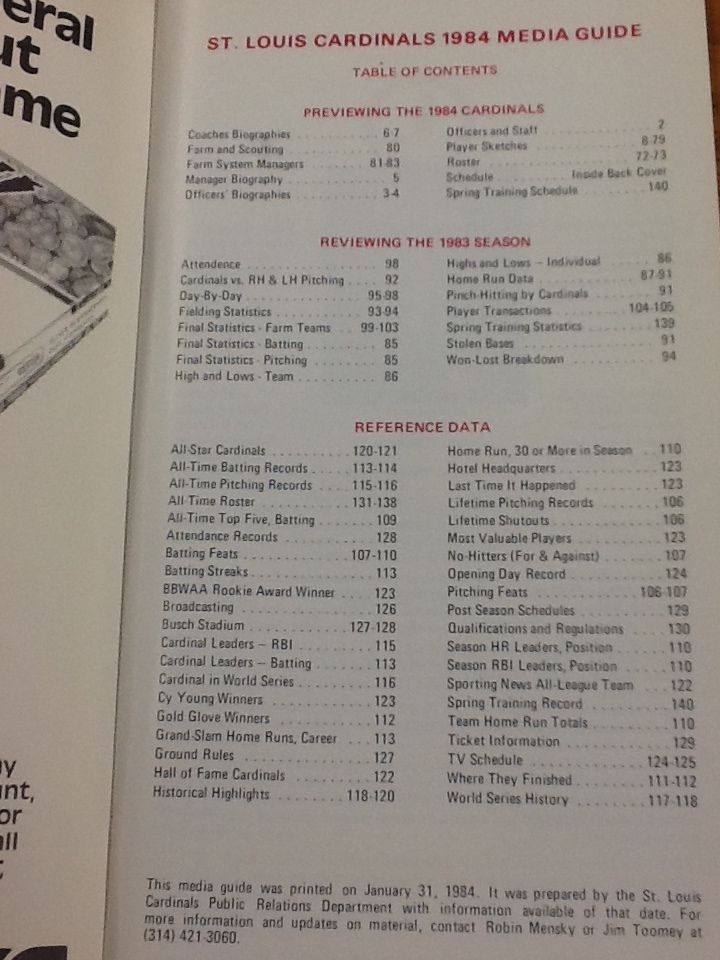 eral
ut
me
ST. LOUIS CARDINALS 1984 MEDIA GUIDE
TABLE OF CONTENTS
PREVIEWING THE 1984 CARDINALS
Coaches Biographies . . . . . . . . . . 6-7
Farm and Scouting . . . . . . . . . . . 80
Farm System Managers . . . . . . . 81-83
Manager Biography . . . . . . . . . . . . 5
Officers' Biographies . . . . . . . . . . 3-4
Officers and Staff . . . . . . . . . . . . . 2
Player Sketches . . . . . . . . . . . . 8-79
Roster . . . . . . . . . . . . . . . . . 72-73
Schedule . . . . . . . Inside Back Cover
Spring Training Schedule . . . . . . . 140
REVIEWING THE 1983 SEASON
Attendence . . . . . . . . . . . . . . . . 98
Cardinals vs. RH & LH Pitching . . . . 92
Day-By-Day . . . . . . . . . . . . . 95-98
Fielding Statistics . . . . . . . . . . 93-94
Final Statistics - Farm Teams . . 99-103
Final Statistics - Batting . . . . . . . . 85
Final Statistics - Pitching . . . . . . . 85
High and Lows - Team . . . . . . . . . 86
Highs and Lows – Individual . . . . . 86
Home Run Data . . . . . . . . . . . 87-91
Pinch-Hitting by Cardinals . . . . . . . 91
Player Transactions . . . . . . . . 104-105
Spring Training Statistics . . . . . . . 139
Stolen Bases . . . . . . . . . . . . . . . 91
Won-Lost Breakdown . . . . . . . . . . 94
REFERENCE DATA
All-Star Cardinals . . . . . . . . . 120-121
All-Time Batting Records . . . . . 113-114
All-Time Pitching Records . . . . 115-116
All-Time Roster . . . . . . . . . . . 131-138
All-Time Top Five, Batting . . . . . . . 109
Attendance Records . . . . . . . . . . 128
Batting Feats . . . . . . . . . . . . 107-110
Batting Streaks . . . . . . . . . . . . . 113
BBWAA Rookie Award Winner . . . . 123
Broadcasting . . . . . . . . . . . . . . 126
Busch Stadium . . . . . . . . . . . 127-128
Cardinal Leaders – RBI . . . . . . . . 115
Cardinal Leaders – Batting . . . . . . . 113
Cardinal in World Series . . . . . . . . 116
Cy Young Winners . . . . . . . . . . . 123
Gold Glove Winners . . . . . . . . . . 112
Grand-Slam Home Runs, Career . . . 113
Ground Rules . . . . . . . . . . . . . . 127
Hall of Fame Cardinals . . . . . . . . . 122
Historical Highlights . . . . . . . . 118-120
Home Run, 30 or More in Season . . 110
Hotel Headquarters . . . . . . . . . . . 123
Last Time It Happened . . . . . . . . . 123
Lifetime Pitching Records . . . . . . . 106
Lifetime Shutouts . . . . . . . . . . . . 106
Most Valuable Players . . . . . . . . . 123
No-Hitters (For & Against) . . . . . . . 107
Opening Day Record . . . . . . . . . . 124
Pitching Feats . . . . . . . . . . . . 106-107
Post Season Schedules . . . . . . . . . 129
Qualifications and Regulations . . . . 130
Season HR Leaders, Position . . . . . 110
Season RBI Leaders, Position . . . . . 110
Sporting News All-League Team . . . 122
Spring Training Record . . . . . . . . . 140
Team Home Run Totals . . . . . . . . . 110
Ticket Information . . . . . . . . . . . . 129
TV Schedule . . . . . . . . . . . . . 124-125
Where They Finished . . . . . . . . 111-112
World Series History . . . . . . . . 117-118
ay
unt,
or
all
This media guide was printed on January 31, 1984. It was prepared by the St. Louis
Cardinals Public Relations Department with information available of that date. For
more information and updates on material, contact Robin Mensky or Jim Toomey at
(314) 421-3060.